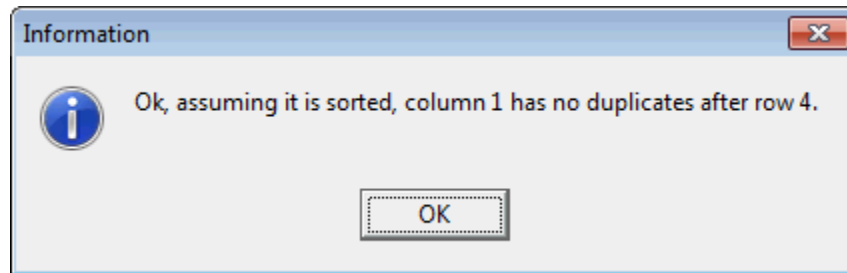 Information
Ok, assuming it is sorted, column 1 has no duplicates after row 4.
OK